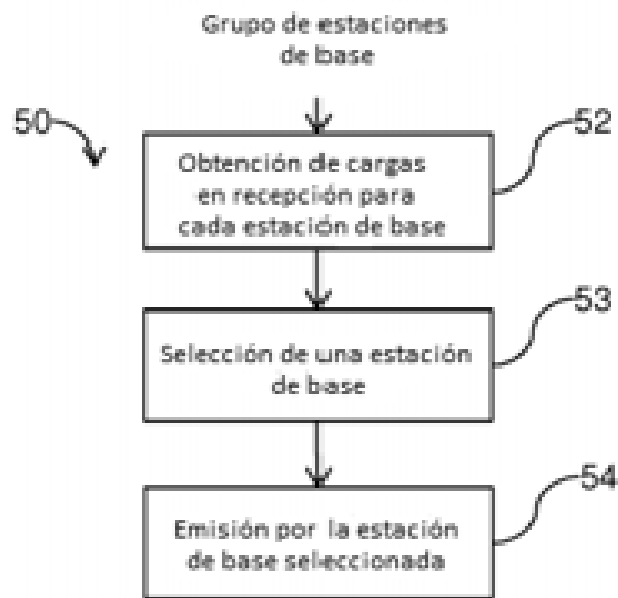 Grupo de estaciones
de base
50
52
Obtención de cargas
en recepción para
cada estación de base
53
Selección de una estación
de base
54
Emisión por la estación
de base seleccionada